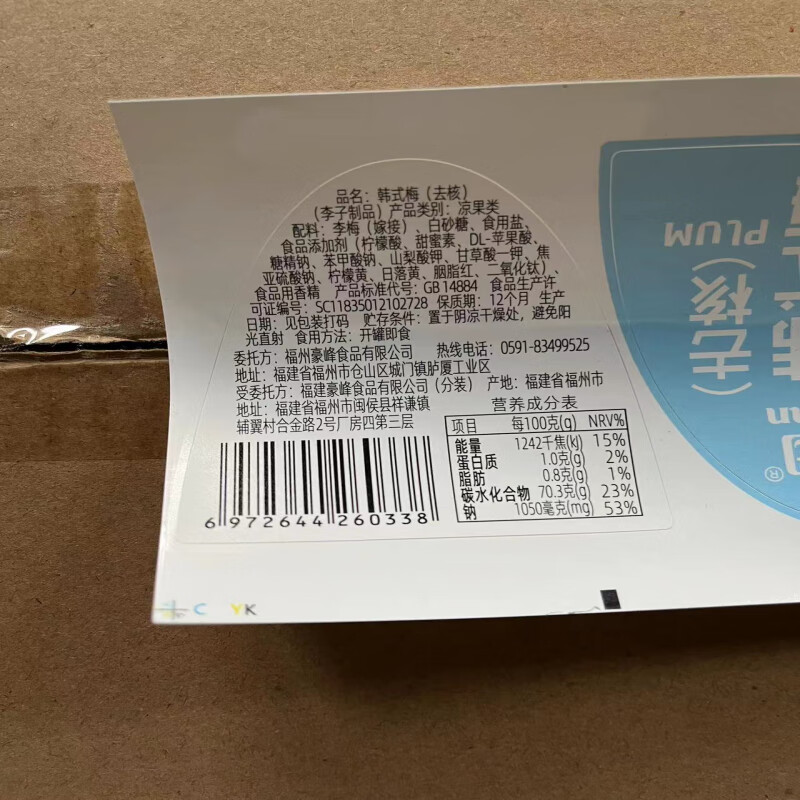 品名：韩式梅（去核）
（李子制品）产品类别：凉果类
配料：李梅（嫁接）、白砂糖、食用盐、
食品添加剂（柠檬酸、甜蜜素、DL-苹果酸、
糖精钠、苯甲酸钠、山梨酸钾、甘草酸一钾、焦
亚硫酸钠、柠檬黄、日落黄、胭脂红、二氧化钛）、
食品用香精 产品标准代号：GB 14884 食品生产许
可证编号：SC11835012102728 保质期：12个月 生产
日期：见包装打码 贮存条件：置于阴凉干燥处，避免阳
光直射 食用方法：开罐即食
委托方：福州豪峰食品有限公司 热线电话：0591-83499525
地址：福建省福州市仓山区城门镇胪厦工业区
受委托方：福建豪峰食品有限公司（分装） 产地：福建省福州市
地址：福建省福州市闽侯县祥谦镇
辅翼村合金路2号厂房四第三层
营养成分表
项目 每100克(g) NRV%
能量 1242千焦(kJ) 15%
蛋白质 1.0克(g) 2%
脂肪 0.8克(g) 1%
碳水化合物 70.3克(g) 23%
钠 1050毫克(mg) 53%
6 972644 260338
C YK
PLUM
（去核）
®